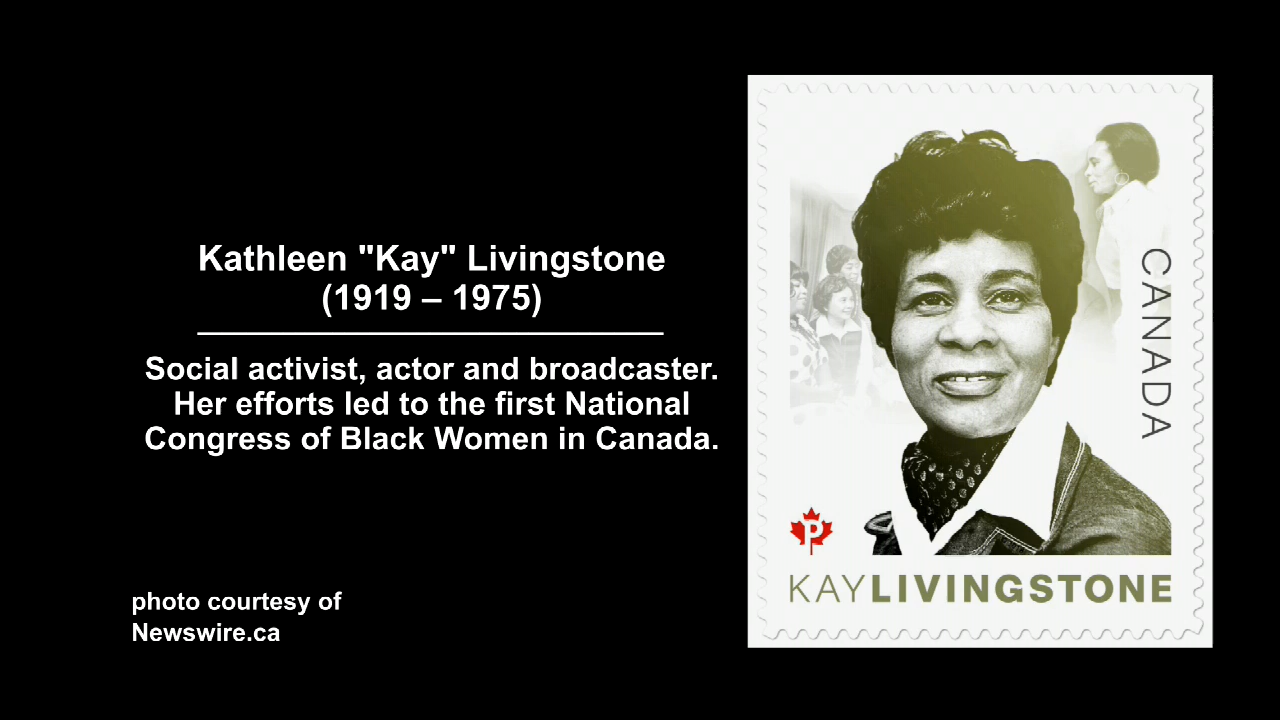 Kathleen "Kay" Livingstone
(1919 – 1975)
Social activist, actor and broadcaster.
Her efforts led to the first National
Congress of Black Women in Canada.
photo courtesy of
Newswire.ca
CANADA
P
KAYLIVINGSTONE